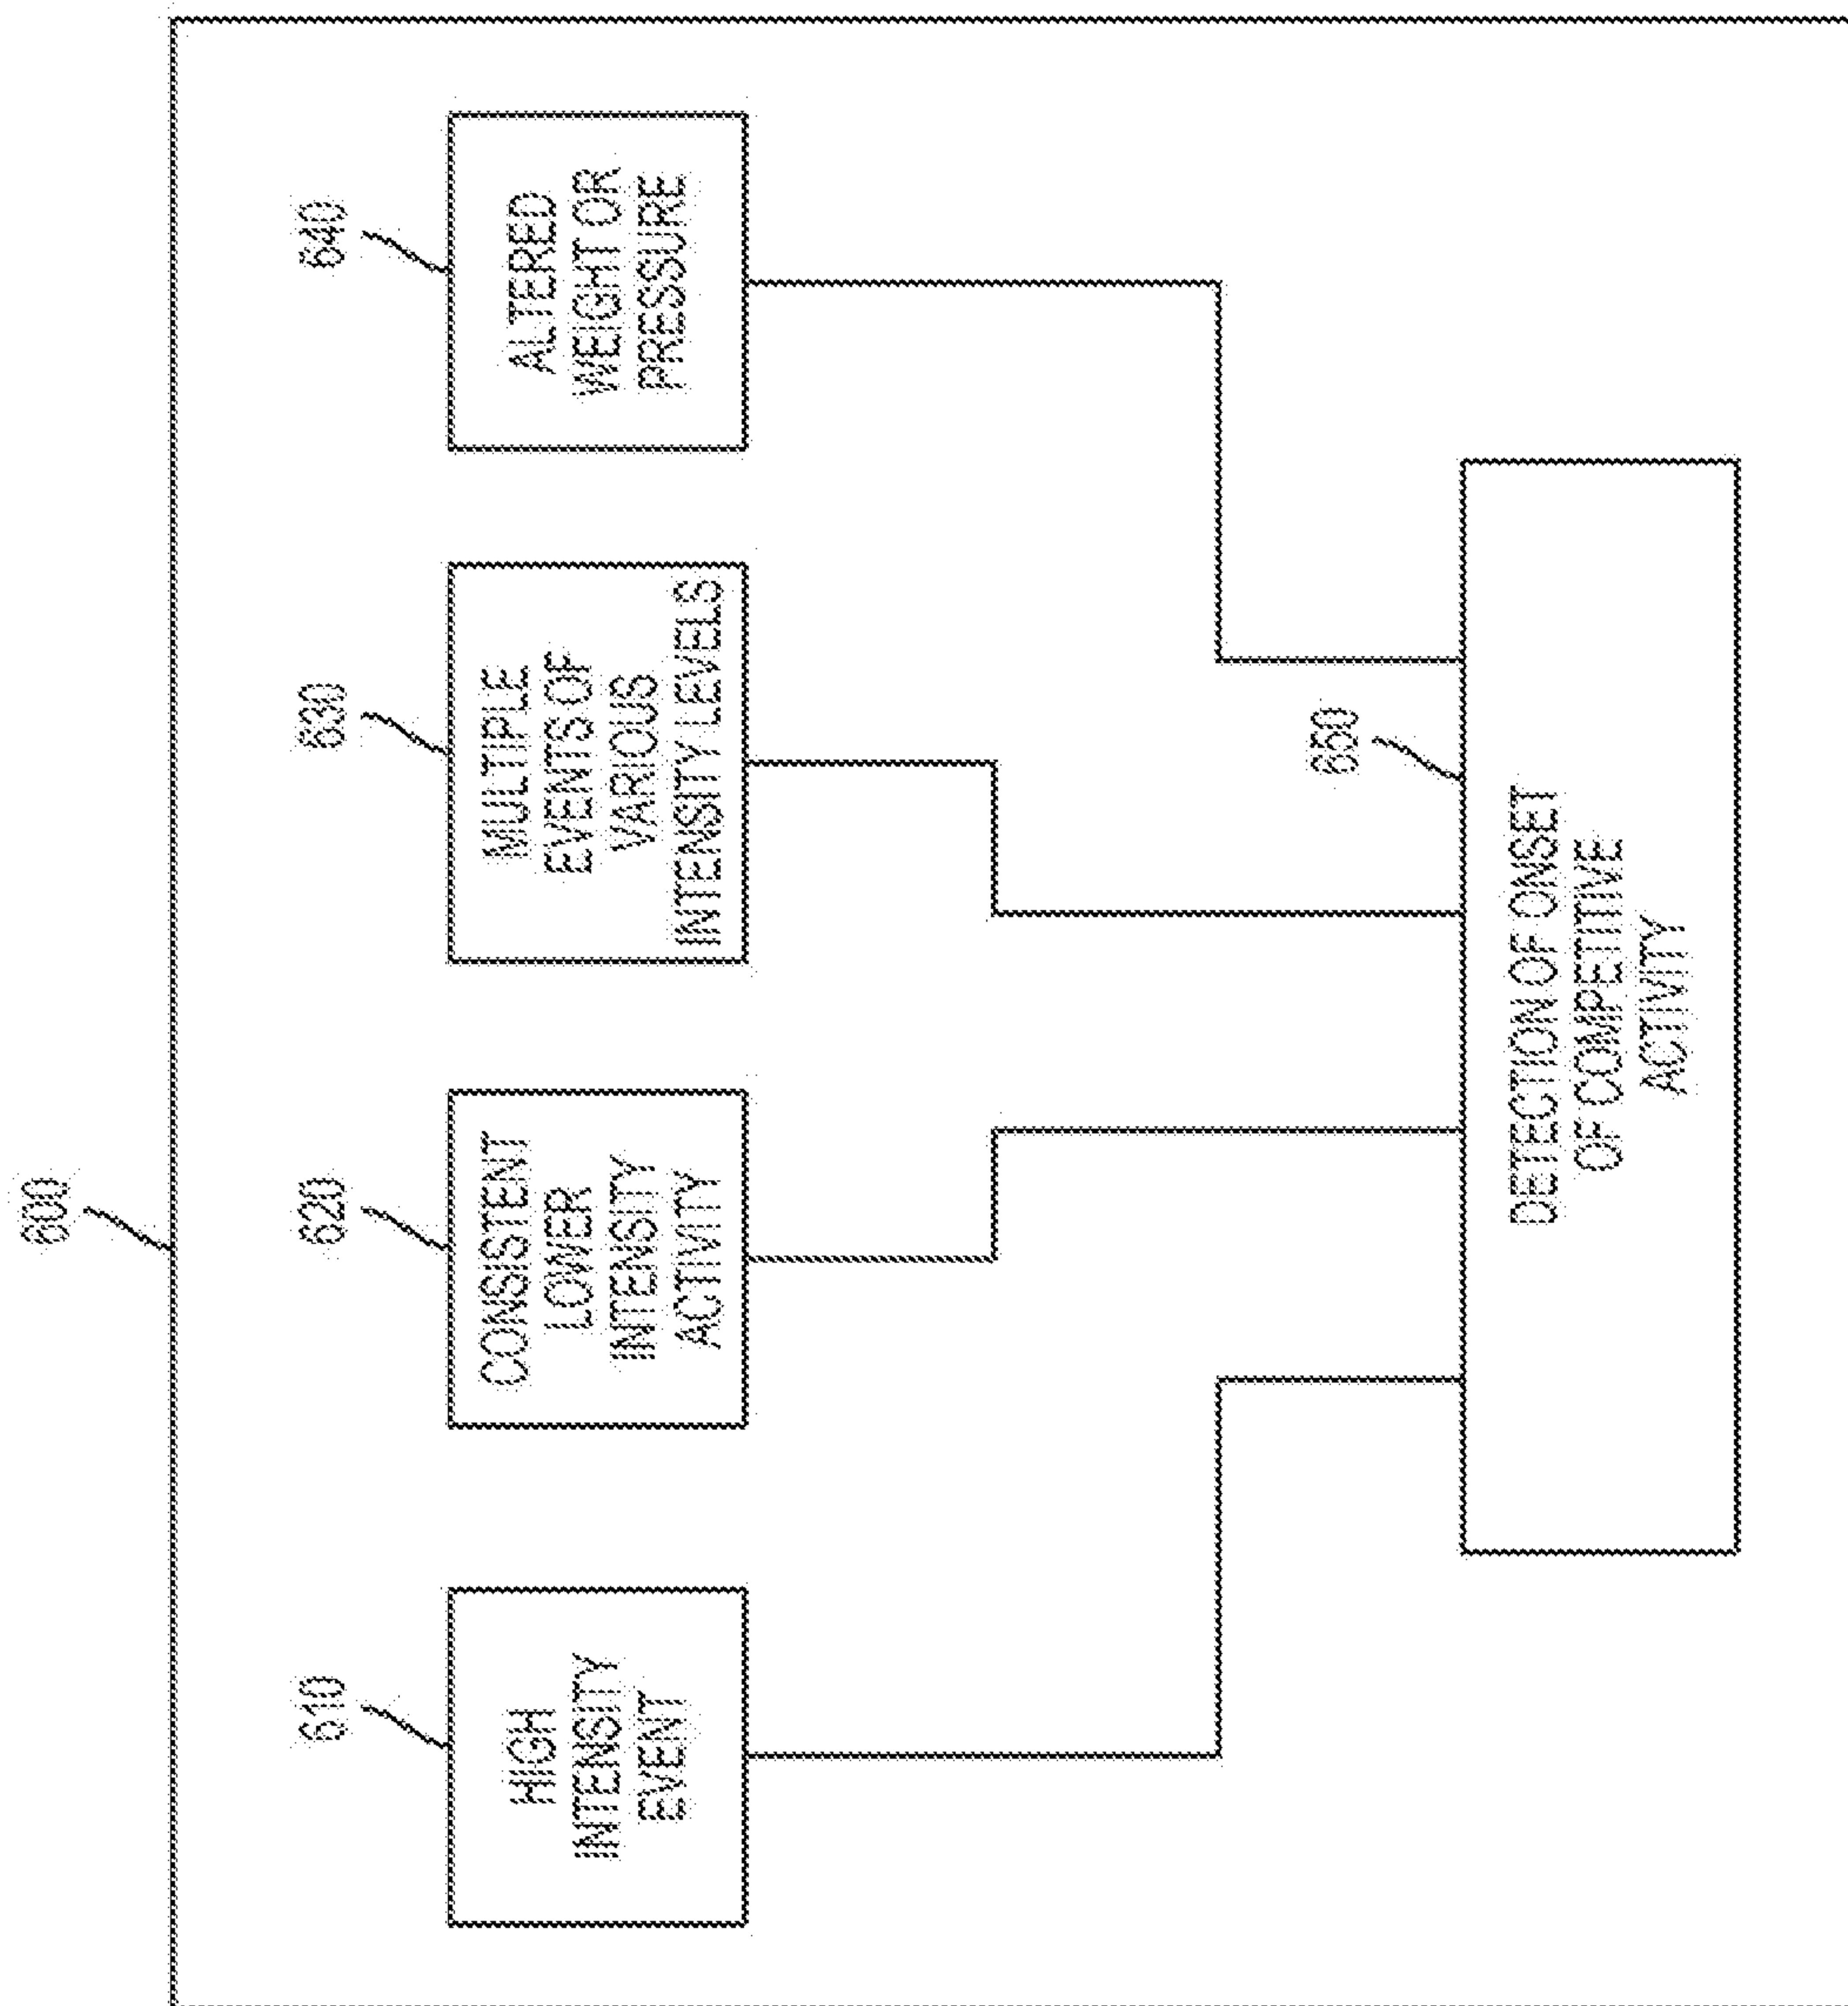 600
610
HIGH
INTENSITY
EVENT
620
CONSISTENT
LOWER
INTENSITY
ACTIVITY
630
MULTIPLE
EVENTS OF
VARIOUS
INTENSITY LEVELS
640
ALTERED
WEIGHT OR
PRESSURE
650
DETECTION OF ONSET
OF COMPETITIVE
ACTIVITY